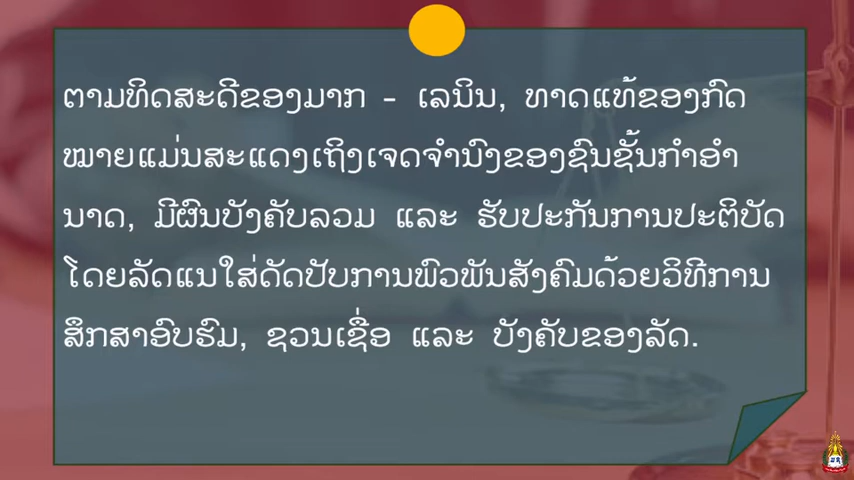 ຕາມທິດສະດີຂອງມາກ - ເລນິນ, ທາດແທ້ຂອງກົດ
ໝາຍແມ່ນສະແດງເຖິງເຈດຈຳນົງຂອງຊົນຊັ້ນກຳອຳ
ນາດ, ມີຜົນບັງຄັບລວມ ແລະ ຮັບປະກັນການປະຕິບັດ
ໂດຍລັດແນໃສ່ດັດປັບການພົວພັນສັງຄົມດ້ວຍວິທີການ
ສຶກສາອົບຮົມ, ຊວນເຊື່ອ ແລະ ບັງຄັບຂອງລັດ.